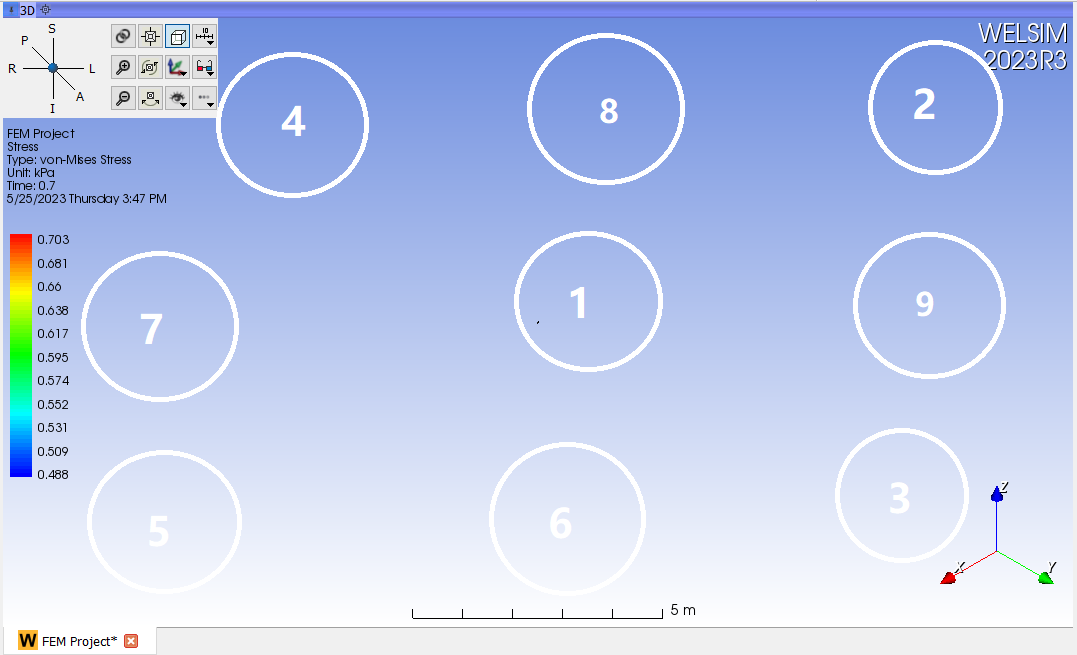 3D
S
P
R
L
A
I
10
WELSIM
2023R3
FEM Project
Stress
Type: von-Mises Stress
Unit: kPa
Time: 0.7
5/25/2023 Thursday 3:47 PM
4
8
2
0.703
0.681
0.66
0.638
0.617
0.595
0.574
0.552
0.531
0.509
0.488
7
1
9
5
6
3
Z
X
Y
5 m
W FEM Project*